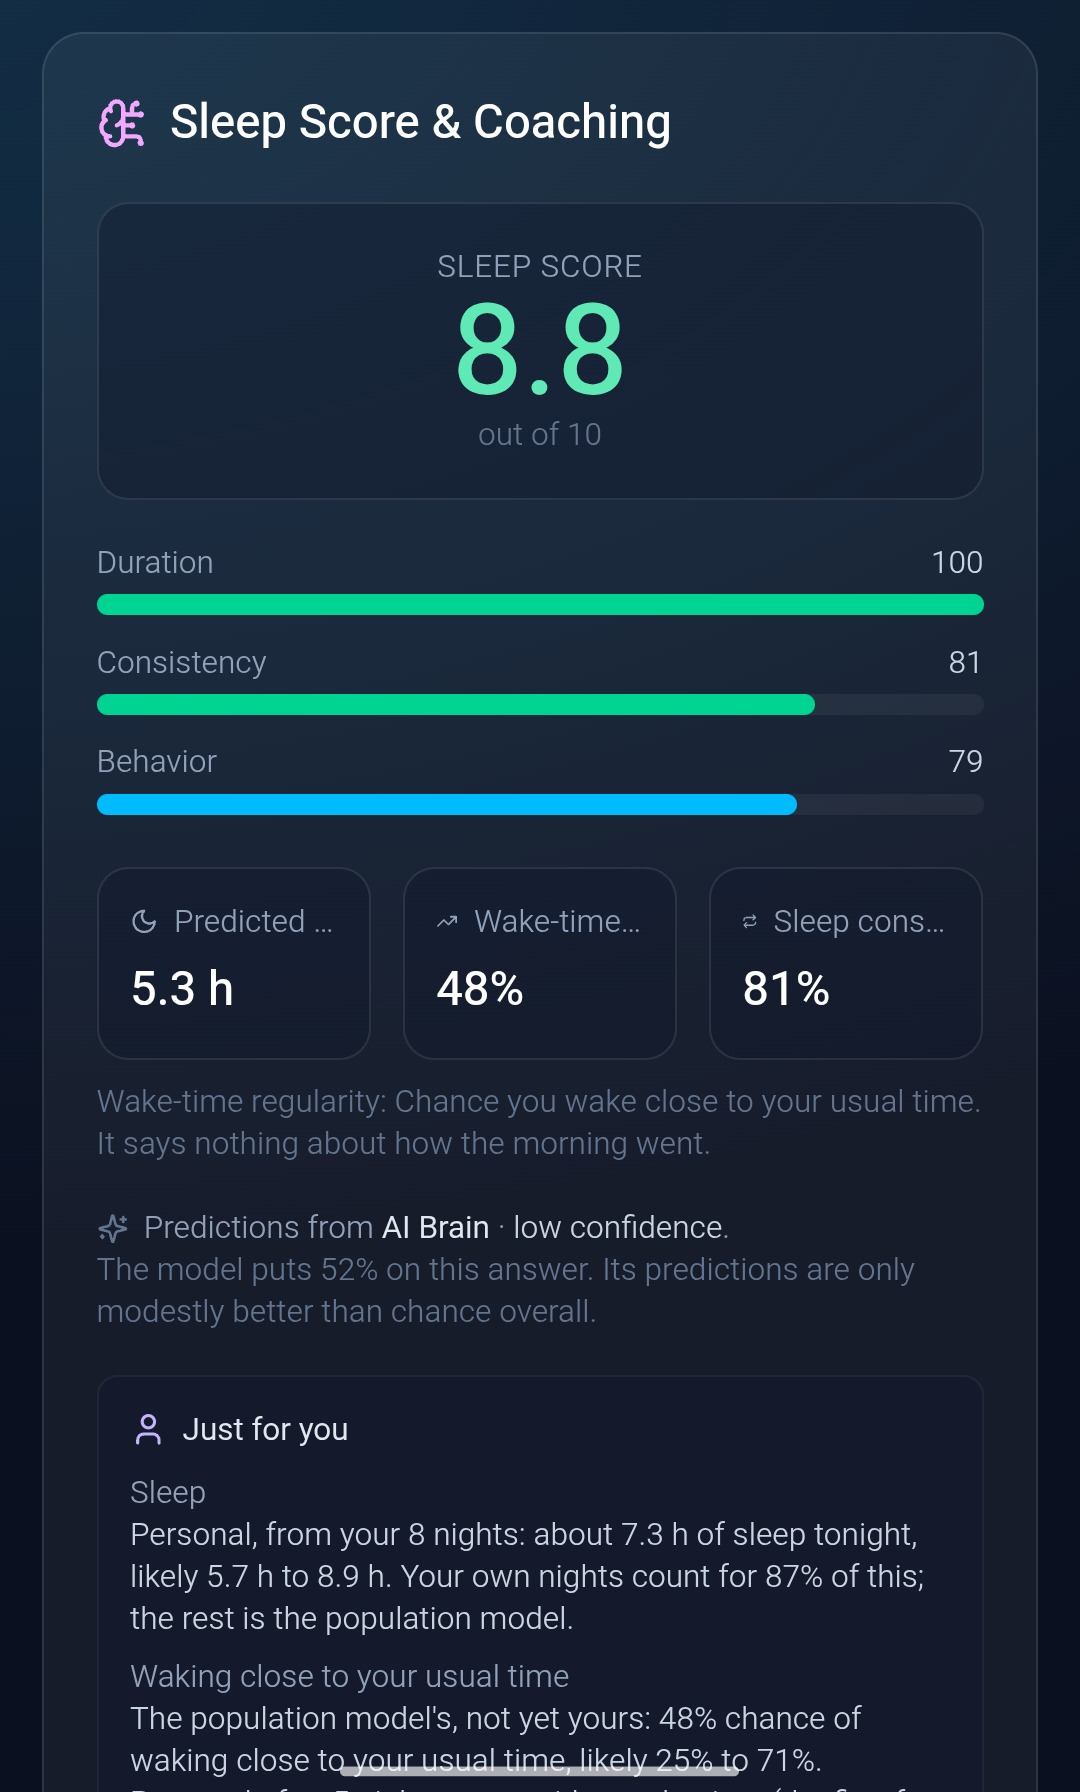 Sleep Score & Coaching
SLEEP SCORE
8.8
out of 10
Duration 100
Consistency 81
Behavior 79
Predicted ...
5.3 h
Wake-time...
48%
Sleep cons...
81%
Wake-time regularity: Chance you wake close to your usual time.
It says nothing about how the morning went.
Predictions from AI Brain · low confidence.
The model puts 52% on this answer. Its predictions are only
modestly better than chance overall.
Just for you
Sleep
Personal, from your 8 nights: about 7.3 h of sleep tonight,
likely 5.7 h to 8.9 h. Your own nights count for 87% of this;
the rest is the population model.
Waking close to your usual time
The population model's, not yet yours: 48% chance of
waking close to your usual time, likely 25% to 71%.